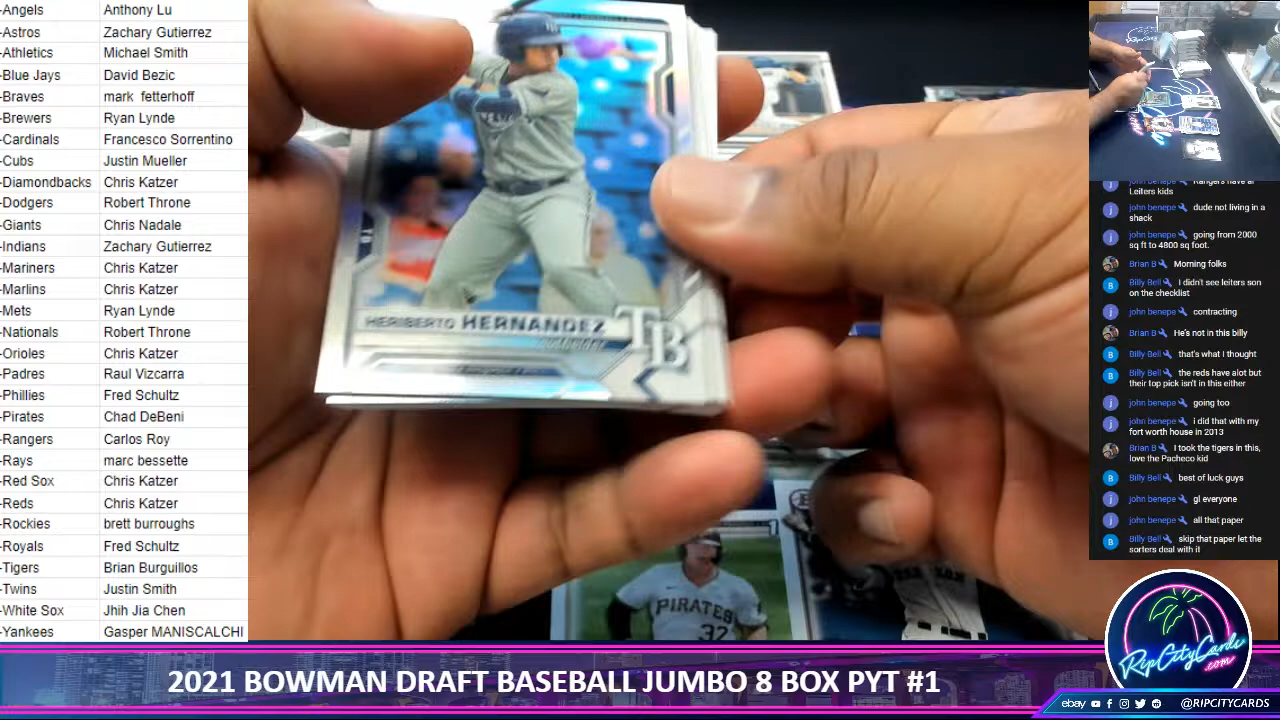 -Angels Anthony Lu
-Astros Zachary Gutierrez
-Athletics Michael Smith
-Blue Jays David Bezic
-Braves mark fetterhoff
-Brewers Ryan Lynde
-Cardinals Francesco Sorrentino
-Cubs Justin Mueller
-Diamondbacks Chris Katzer
-Dodgers Robert Throne
-Giants Chris Nadale
-Indians Zachary Gutierrez
-Mariners Chris Katzer
-Marlins Chris Katzer
-Mets Ryan Lynde
-Nationals Robert Throne
-Orioles Chris Katzer
-Padres Raul Vizcarra
-Phillies Fred Schultz
-Pirates Chad DeBeni
-Rangers Carlos Roy
-Rays marc bessette
-Red Sox Chris Katzer
-Reds Chris Katzer
-Rockies brett burroughs
-Royals Fred Schultz
-Tigers Brian Burguillos
-Twins Justin Smith
-White Sox Jhih Jia Chen
-Yankees Gasper MANISCALCHI
HERIBERTO HERNANDEZ
TB
PIRATES
32
Rangers have al
Leiters kids
john benepe dude not living in a
shack
john benepe going from 2000
sq ft to 4800 sq foot.
Brian B Morning folks
Billy Bell I didn't see leiters son
on the checklist
john benepe contracting
Brian B He's not in this billy
Billy Bell that's what I thought
Billy Bell the reds have alot but
their top pick isn't in this either
john benepe going too
john benepe i did that with my
fort worth house in 2013
Brian B I took the tigers in this,
love the Pacheco kid
Billy Bell best of luck guys
john benepe gl everyone
john benepe all that paper
Billy Bell skip that paper let the
sorters deal with it
RipCityCards
.com
2021 BOWMAN DRAFT BASEBALL JUMBO 8 BOX PYT #1
ebay @RIPCITYCARDS